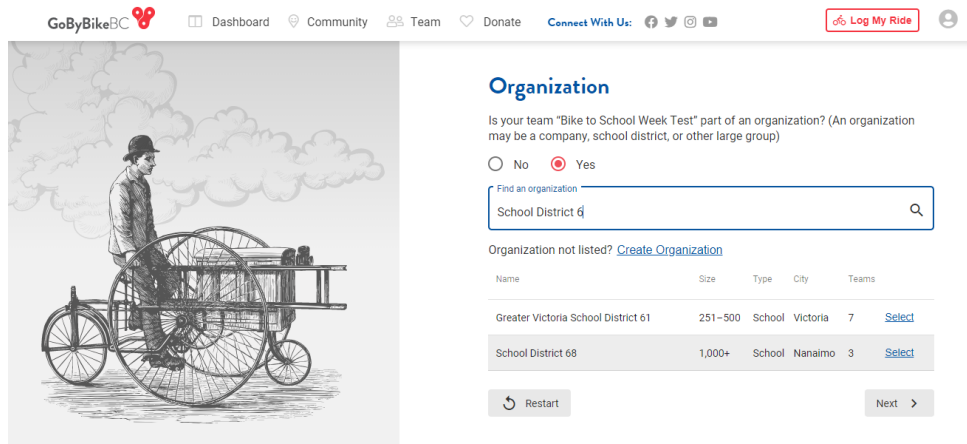 GoByBikeBC
Dashboard
Community
Team
Donate
Connect With Us:
Log My Ride
Organization
Is your team “Bike to School Week Test” part of an organization? (An organization
may be a company, school district, or other large group)
No
Yes
Find an organization
School District 6
Organization not listed? Create Organization
Name Size Type City Teams
Greater Victoria School District 61 251–500 School Victoria 7 Select
School District 68 1,000+ School Nanaimo 3 Select
Restart
Next